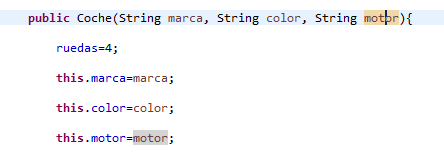 public Coche(String marca, String color, String motor){
ruedas=4;
this.marca=marca;
this.color=color;
this.motor=motor;